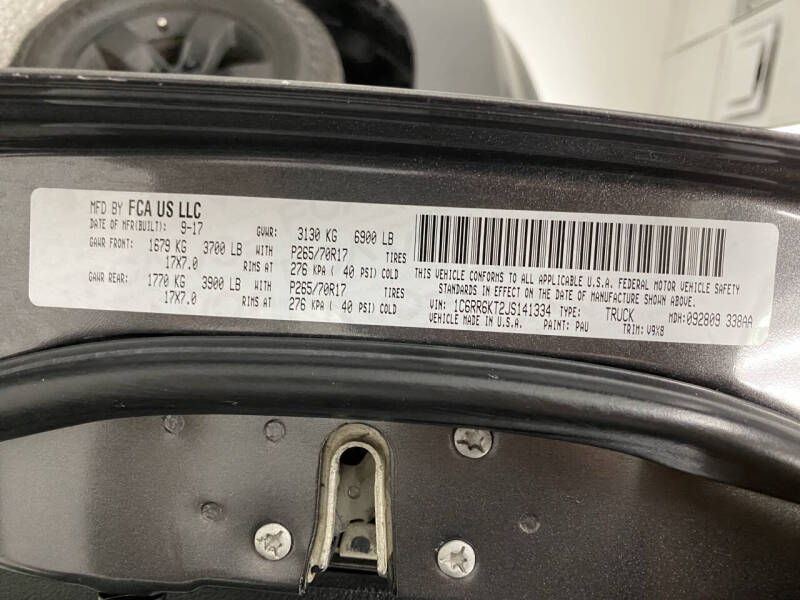 MFD BY FCA US LLC
DATE OF MFR(BUILT): 9-17 GVWR: 3130 KG 6900 LB
GAWR FRONT: 1679 KG 3700 LB WITH P265/70R17 TIRES
17X7.0 RIMS AT 276 KPA ( 40 PSI) COLD
GAWR REAR: 1770 KG 3900 LB WITH P265/70R17 TIRES
17X7.0 RIMS AT 276 KPA ( 40 PSI) COLD
THIS VEHICLE CONFORMS TO ALL APPLICABLE U.S.A. FEDERAL MOTOR VEHICLE SAFETY
STANDARDS IN EFFECT ON THE DATE OF MANUFACTURE SHOWN ABOVE.
VIN: 1C6RR6KT2JS141334 TYPE: TRUCK MDH: 092809 338AA
VEHICLE MADE IN U.S.A. PAINT: PAU TRIM: V9X8